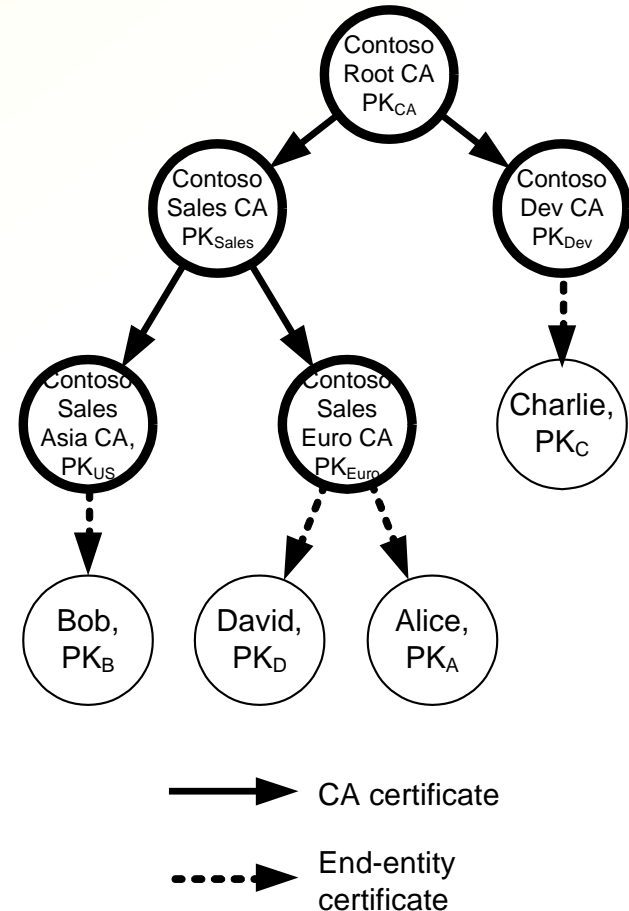 Contoso
Root CA
PKCA
Contoso
Sales CA
PKSales
Contoso
Dev CA
PKDev
Contoso
Sales
Asia CA,
PKUS
Contoso
Sales
Euro CA
PKEuro
Charlie,
PKC
Bob,
PKB
David,
PKD
Alice,
PKA
CA certificate
End-entity
certificate